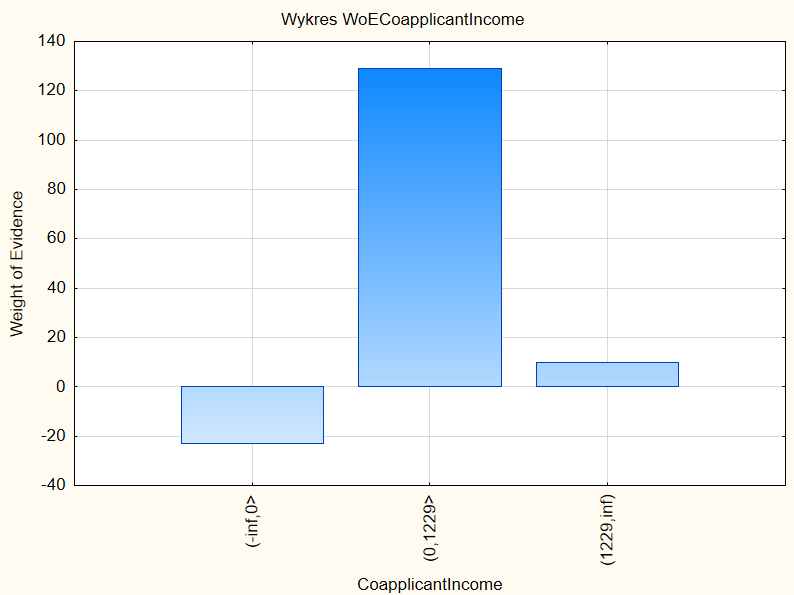 Wykres WoECoapplicantIncome
140
120
100
80
60
40
20
0
-20
-40
Weight of Evidence
(-inf,0>
(0,1229>
(1229,inf)
CoapplicantIncome